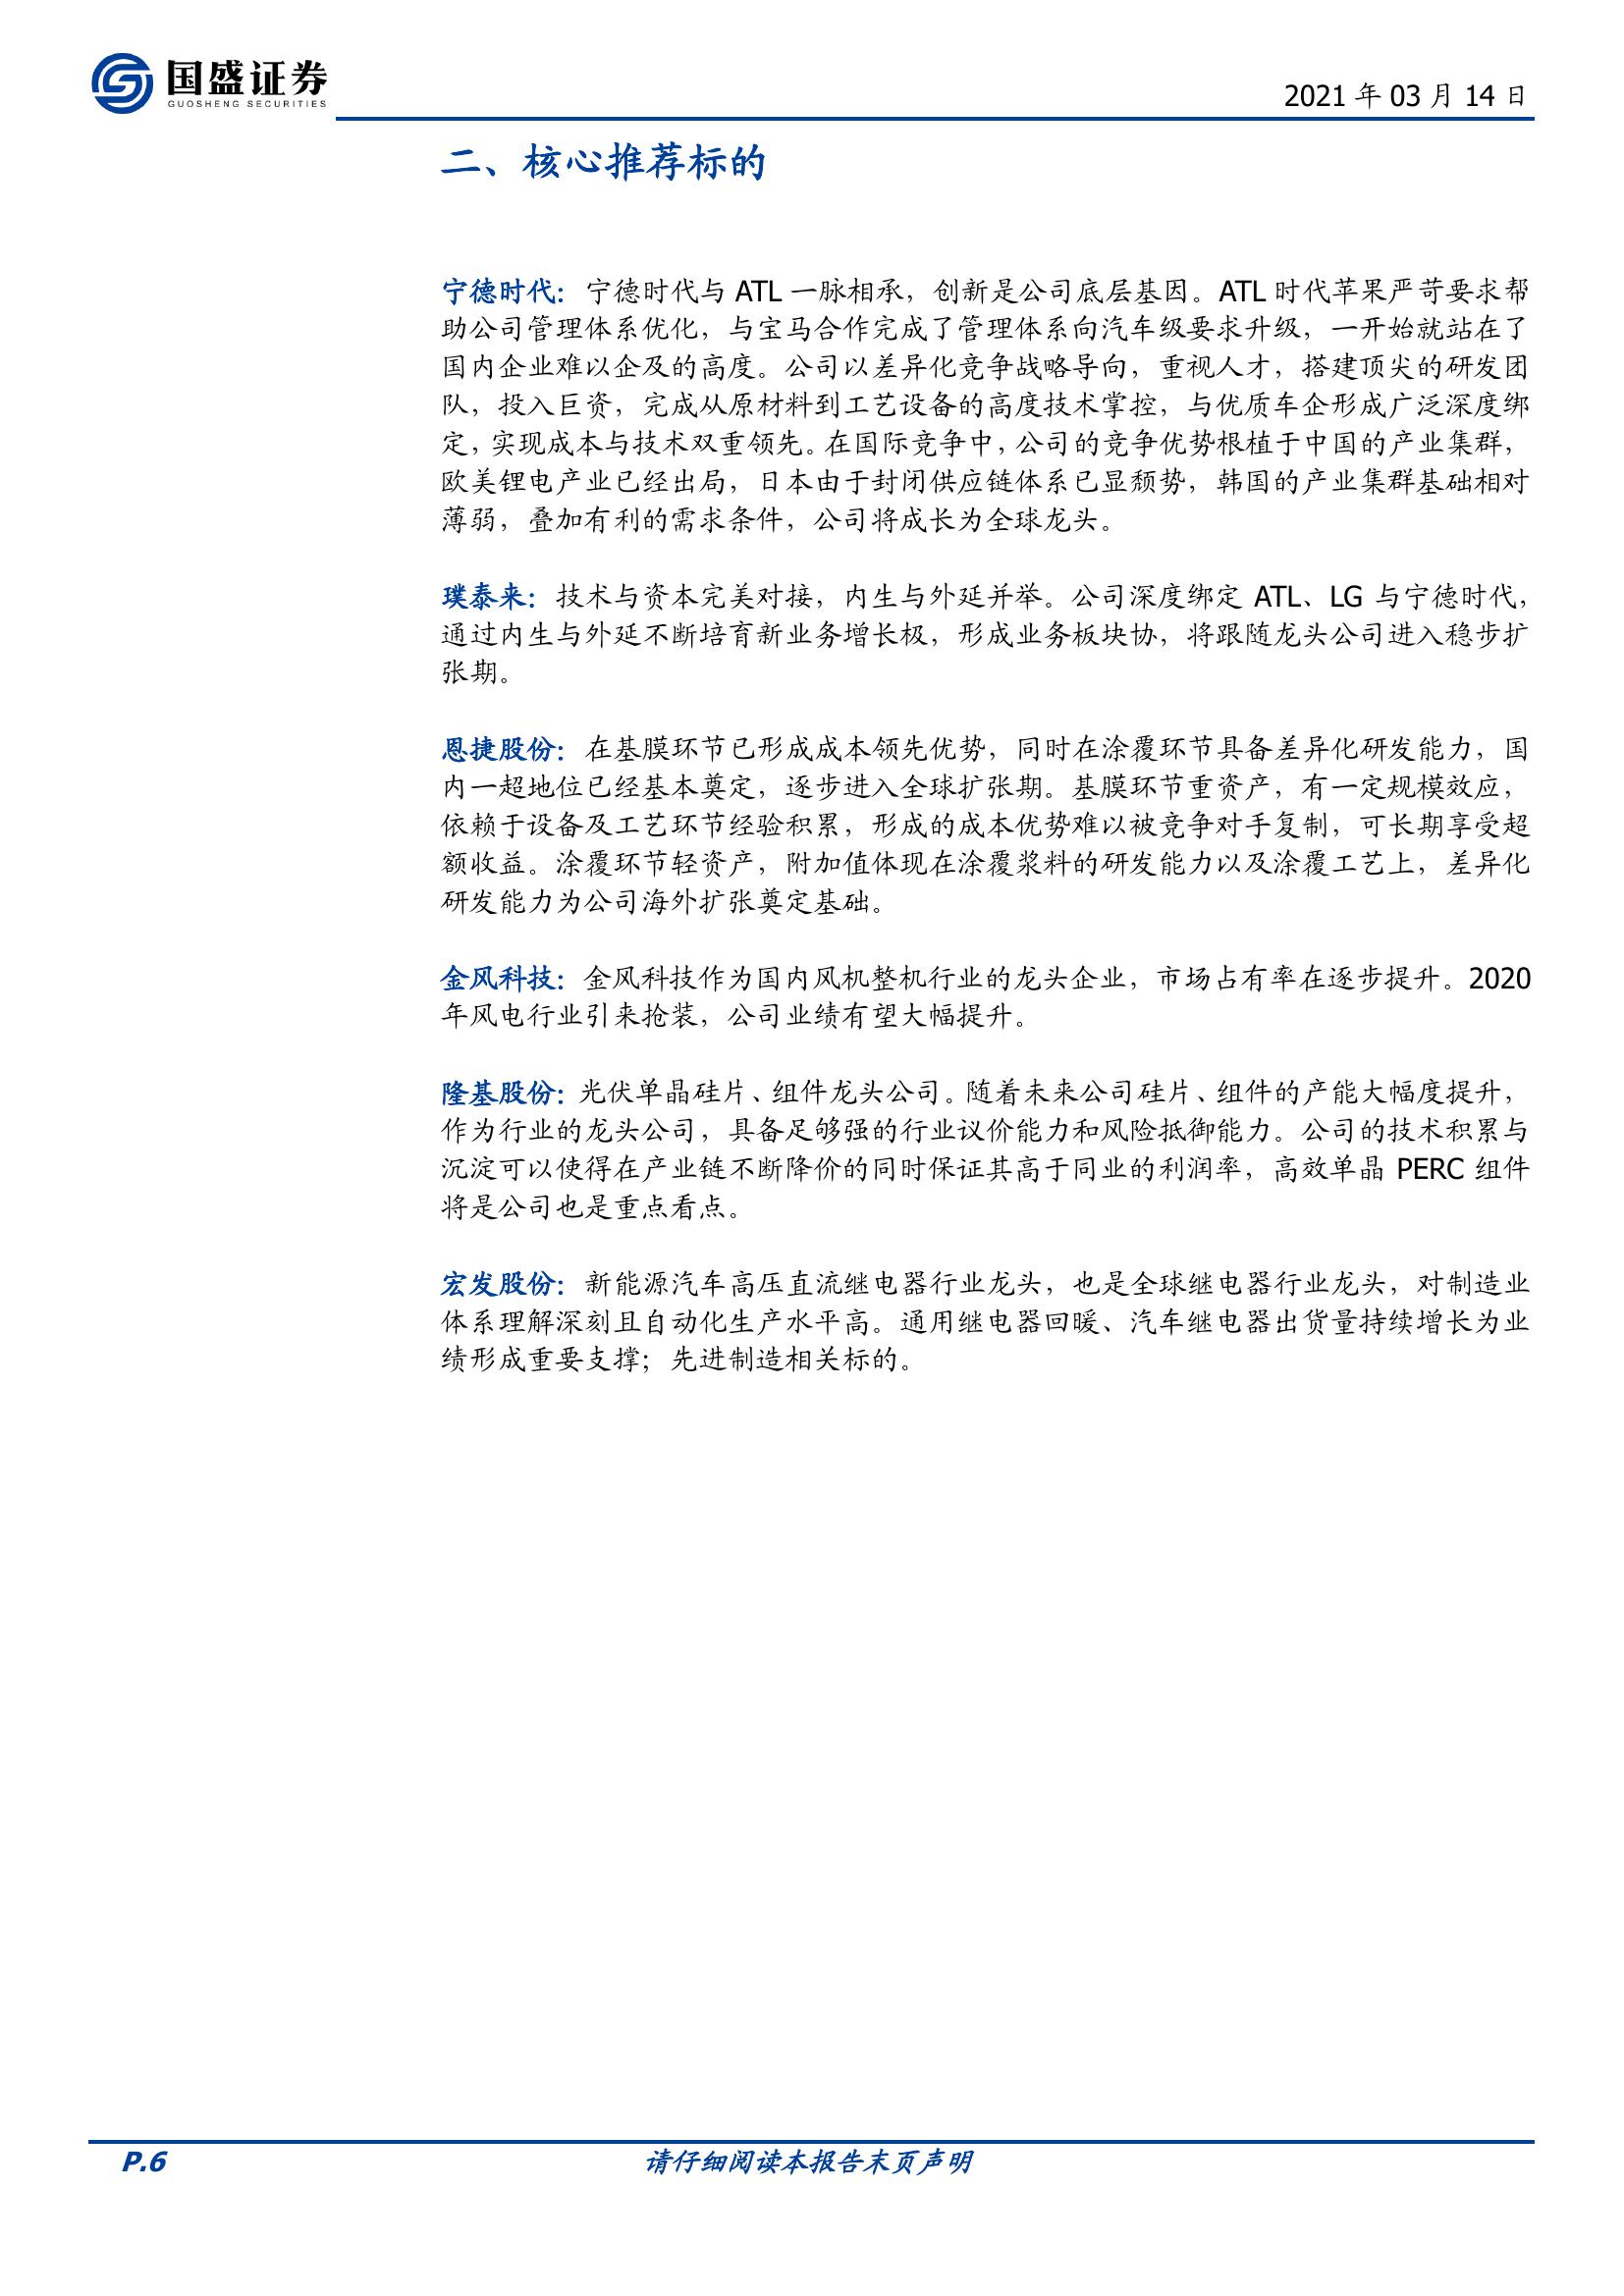 国盛证券
GUOSHENG SECURITIES
2021 年 03 月 14 日
二、核心推荐标的
宁德时代：宁德时代与 ATL 一脉相承，创新是公司底层基因。ATL 时代苹果严苛要求帮
助公司管理体系优化，与宝马合作完成了管理体系向汽车级要求升级，一开始就站在了
国内企业难以企及的高度。公司以差异化竞争战略导向，重视人才，搭建顶尖的研发团
队，投入巨资，完成从原材料到工艺设备的高度技术掌控，与优质车企形成广泛深度绑
定，实现成本与技术双重领先。在国际竞争中，公司的竞争优势根植于中国的产业集群，
欧美锂电产业已经出局，日本由于封闭供应链体系已显颓势，韩国的产业集群基础相对
薄弱，叠加有利的需求条件，公司将成长为全球龙头。
璞泰来：技术与资本完美对接，内生与外延并举。公司深度绑定 ATL、LG 与宁德时代，
通过内生与外延不断培育新业务增长极，形成业务板块协，将跟随龙头公司进入稳步扩
张期。
恩捷股份：在基膜环节已形成成本领先优势，同时在涂覆环节具备差异化研发能力，国
内一超地位已经基本奠定，逐步进入全球扩张期。基膜环节重资产，有一定规模效应，
依赖于设备及工艺环节经验积累，形成的成本优势难以被竞争对手复制，可长期享受超
额收益。涂覆环节轻资产，附加值体现在涂覆浆料的研发能力以及涂覆工艺上，差异化
研发能力为公司海外扩张奠定基础。
金风科技：金风科技作为国内风机整机行业的龙头企业，市场占有率在逐步提升。2020
年风电行业引来抢装，公司业绩有望大幅提升。
隆基股份：光伏单晶硅片、组件龙头公司。随着未来公司硅片、组件的产能大幅度提升，
作为行业的龙头公司，具备足够强的行业议价能力和风险抵御能力。公司的技术积累与
沉淀可以使得在产业链不断降价的同时保证其高于同业的利润率，高效单晶 PERC 组件
将是公司也是重点看点。
宏发股份：新能源汽车高压直流继电器行业龙头，也是全球继电器行业龙头，对制造业
体系理解深刻且自动化生产水平高。通用继电器回暖、汽车继电器出货量持续增长为业
绩形成重要支撑；先进制造相关标的。
P.6
请仔细阅读本报告末页声明